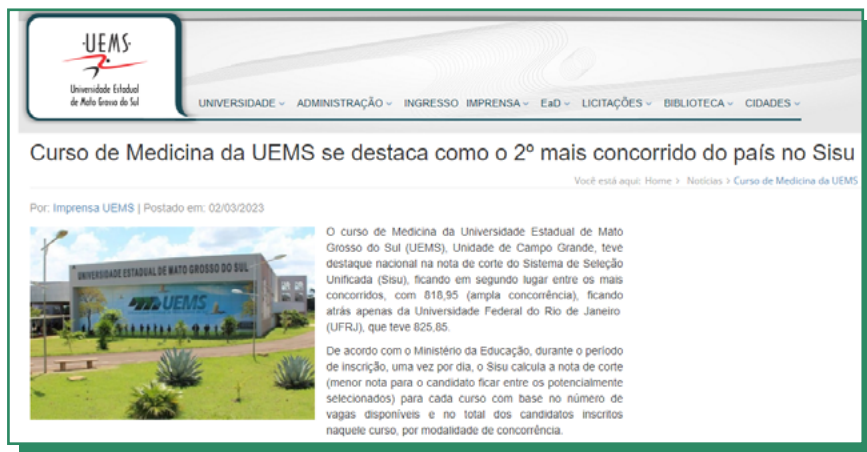 UEMS
Universidade Estadual
de Mato Grosso do Sul
UNIVERSIDADE ADMINISTRAÇÃO INGRESSO IMPRENSA EaD LICITAÇÕES BIBLIOTECA CIDADES
Curso de Medicina da UEMS se destaca como o 2º mais concorrido do país no Sisu
Você está aqui: Home > Notícias > Curso de Medicina da UEMS
Por: Imprensa UEMS | Postado em: 02/03/2023
UNIVERSIDADE ESTADUAL DE MATO GROSSO DO SUL
UEMS
O curso de Medicina da Universidade Estadual de Mato
Grosso do Sul (UEMS), Unidade de Campo Grande, teve
destaque nacional na nota de corte do Sistema de Seleção
Unificada (Sisu), ficando em segundo lugar entre os mais
concorridos, com 818,95 (ampla concorrência), ficando
atrás apenas da Universidade Federal do Rio de Janeiro
(UFRJ), que teve 825,85.
De acordo com o Ministério da Educação, durante o período
de inscrição, uma vez por dia, o Sisu calcula a nota de corte
(menor nota para o candidato ficar entre os potencialmente
selecionados) para cada curso com base no número de
vagas disponíveis e no total dos candidatos inscritos
naquele curso, por modalidade de concorrência.